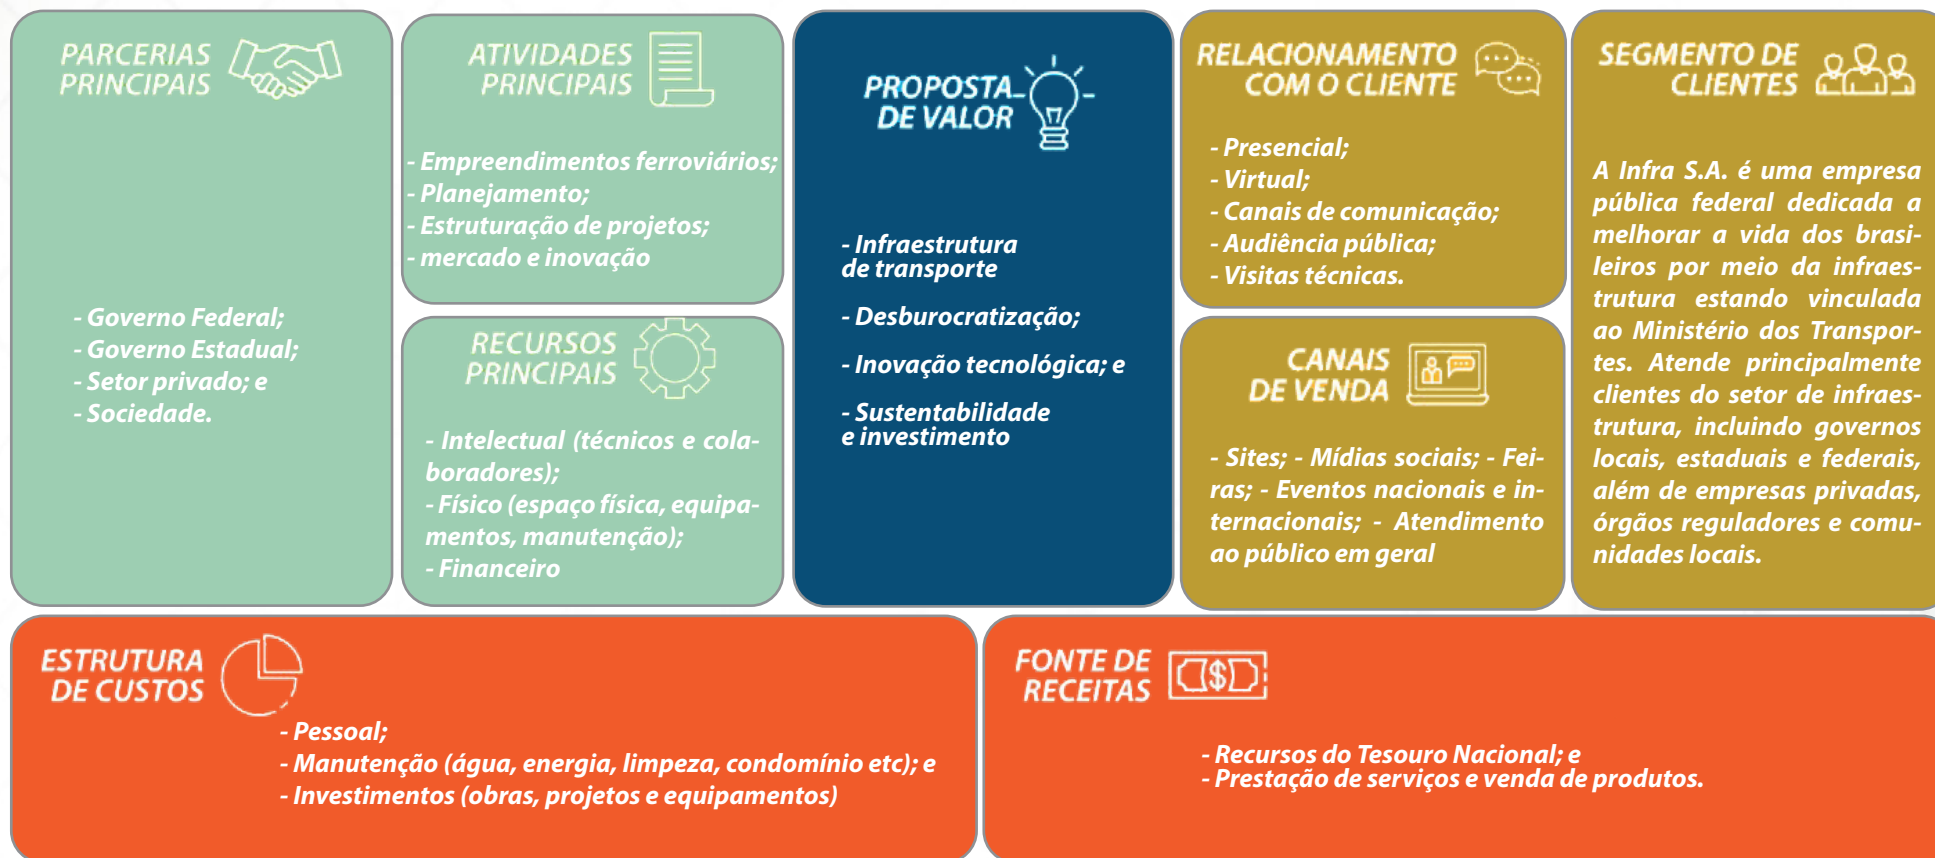 PARCERIAS
PRINCIPAIS
- Governo Federal;
- Governo Estadual;
- Setor privado; e
- Sociedade.
ATIVIDADES
PRINCIPAIS
- Empreendimentos ferroviários;
- Planejamento;
- Estruturação de projetos;
- mercado e inovação
RECURSOS
PRINCIPAIS
- Intelectual (técnicos e cola-
boradores);
- Físico (espaço física, equipa-
mentos, manutenção);
- Financeiro
PROPOSTA
DE VALOR
- Infraestrutura
de transporte
- Desburocratização;
- Inovação tecnológica; e
- Sustentabilidade
e investimento
RELACIONAMENTO
COM O CLIENTE
- Presencial;
- Virtual;
- Canais de comunicação;
- Audiência pública;
- Visitas técnicas.
CANAIS
DE VENDA
- Sites; - Mídias sociais; - Fei-
ras; - Eventos nacionais e in-
ternacionais; - Atendimento
ao público em geral
SEGMENTO DE
CLIENTES
A Infra S.A. é uma empresa
pública federal dedicada a
melhorar a vida dos brasi-
leiros por meio da infraes-
trutura estando vinculada
ao Ministério dos Transpor-
tes. Atende principalmente
clientes do setor de infraes-
trutura, incluindo governos
locais, estaduais e federais,
além de empresas privadas,
órgãos reguladores e comu-
nidades locais.
ESTRUTURA
DE CUSTOS
- Pessoal;
- Manutenção (água, energia, limpeza, condomínio etc); e
- Investimentos (obras, projetos e equipamentos)
FONTE DE
RECEITAS
$
- Recursos do Tesouro Nacional; e
- Prestação de serviços e venda de produtos.